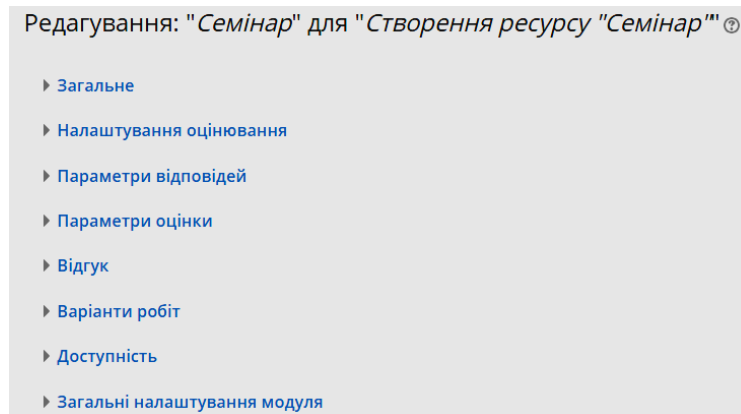 Редагування: "Семінар" для "Створення ресурсу "Семінар""
Загальне
Налаштування оцінювання
Параметри відповідей
Параметри оцінки
Відгук
Варіанти робіт
Доступність
Загальні налаштування модуля